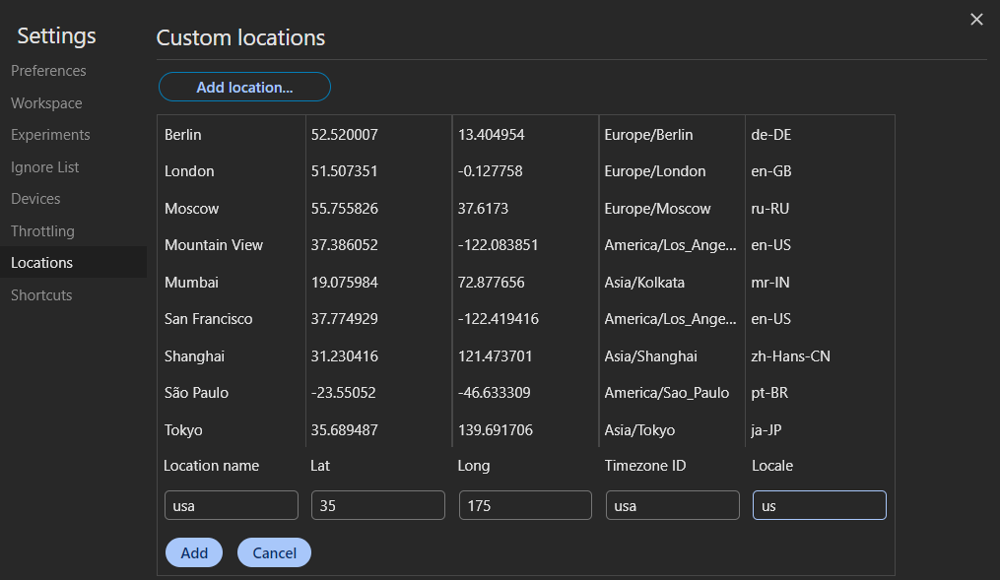 Settings
Preferences
Workspace
Experiments
Ignore List
Devices
Throttling
Locations
Shortcuts
Custom locations
Add location...
Berlin 52.520007 13.404954 Europe/Berlin de-DE
London 51.507351 -0.127758 Europe/London en-GB
Moscow 55.755826 37.6173 Europe/Moscow ru-RU
Mountain View 37.386052 -122.083851 America/Los_Ange... en-US
Mumbai 19.075984 72.877656 Asia/Kolkata mr-IN
San Francisco 37.774929 -122.419416 America/Los_Ange... en-US
Shanghai 31.230416 121.473701 Asia/Shanghai zh-Hans-CN
São Paulo -23.55052 -46.633309 America/Sao_Paulo pt-BR
Tokyo 35.689487 139.691706 Asia/Tokyo ja-JP
Location name Lat Long Timezone ID Locale
usa 35 175 usa us
Add Cancel